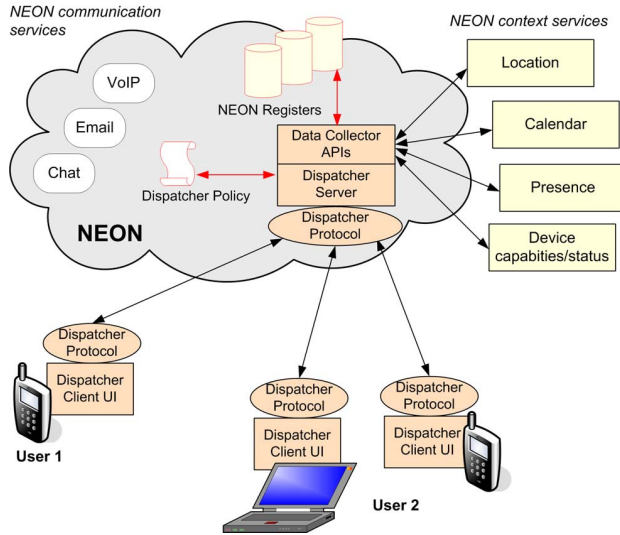 NEON communication
services
NEON context services
VoIP
Email
Chat
NEON Registers
Data Collector
APIs
Dispatcher
Server
Dispatcher Policy
Dispatcher
Protocol
NEON
Location
Calendar
Presence
Device
capabities/status
Dispatcher
Protocol
Dispatcher
Client UI
User 1
Dispatcher
Protocol
Dispatcher
Client UI
Dispatcher
Protocol
Dispatcher
Client UI
User 2